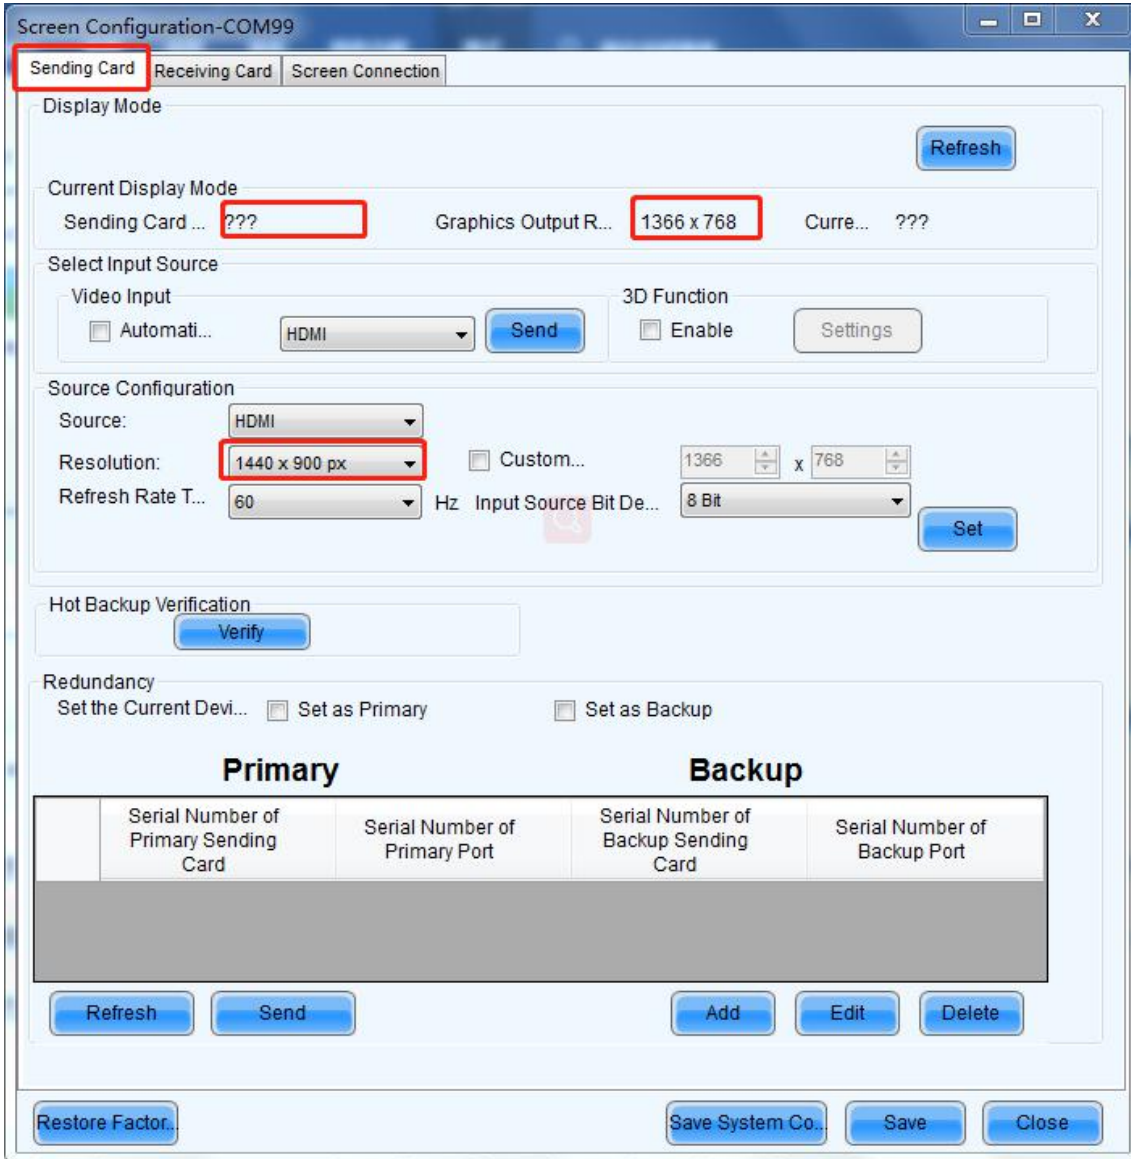 Screen Configuration-COM99
Sending Card Receiving Card Screen Connection
Display Mode
Refresh
Current Display Mode
Sending Card ... ??? Graphics Output R... 1366 x 768 Curre... ???
Select Input Source
Video Input 3D Function
Automati... HDMI Send Enable Settings
Source Configuration
Source: HDMI
Resolution: 1440 x 900 px Custom... 1366 x 768
Refresh Rate T... 60 Hz Input Source Bit De... 8 Bit
Set
Hot Backup Verification
Verify
Redundancy
Set the Current Devi... Set as Primary Set as Backup
Primary Backup
Serial Number of Primary Sending Card
Serial Number of Primary Port
Serial Number of Backup Sending Card
Serial Number of Backup Port
Refresh Send Add Edit Delete
Restore Factor... Save System Co... Save Close